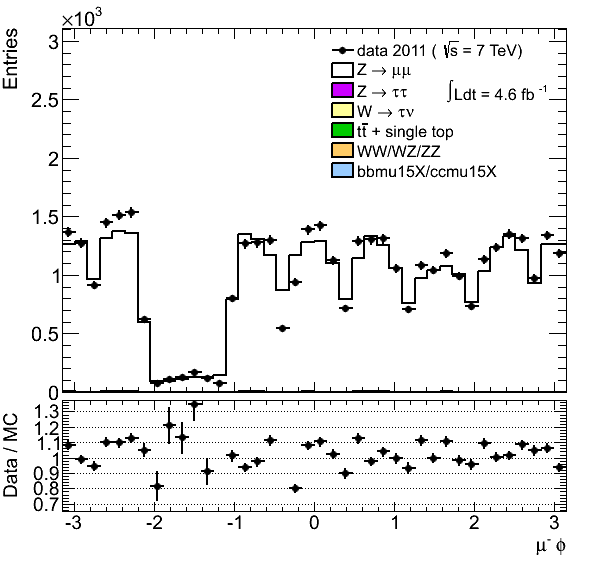 ×10³
Entries
3
2.5
2
1.5
1
0.5
0
data 2011 ( √s = 7 TeV)
Z → μμ
Z → ττ
∫Ldt = 4.6 fb⁻¹
W → τν
tt̄ + single top
WW/WZ/ZZ
bbmu15X/ccmu15X
Data / MC
1.3
1.2
1.1
1
0.9
0.8
0.7
-3 -2 -1 0 1 2 3
μ⁻ ϕ